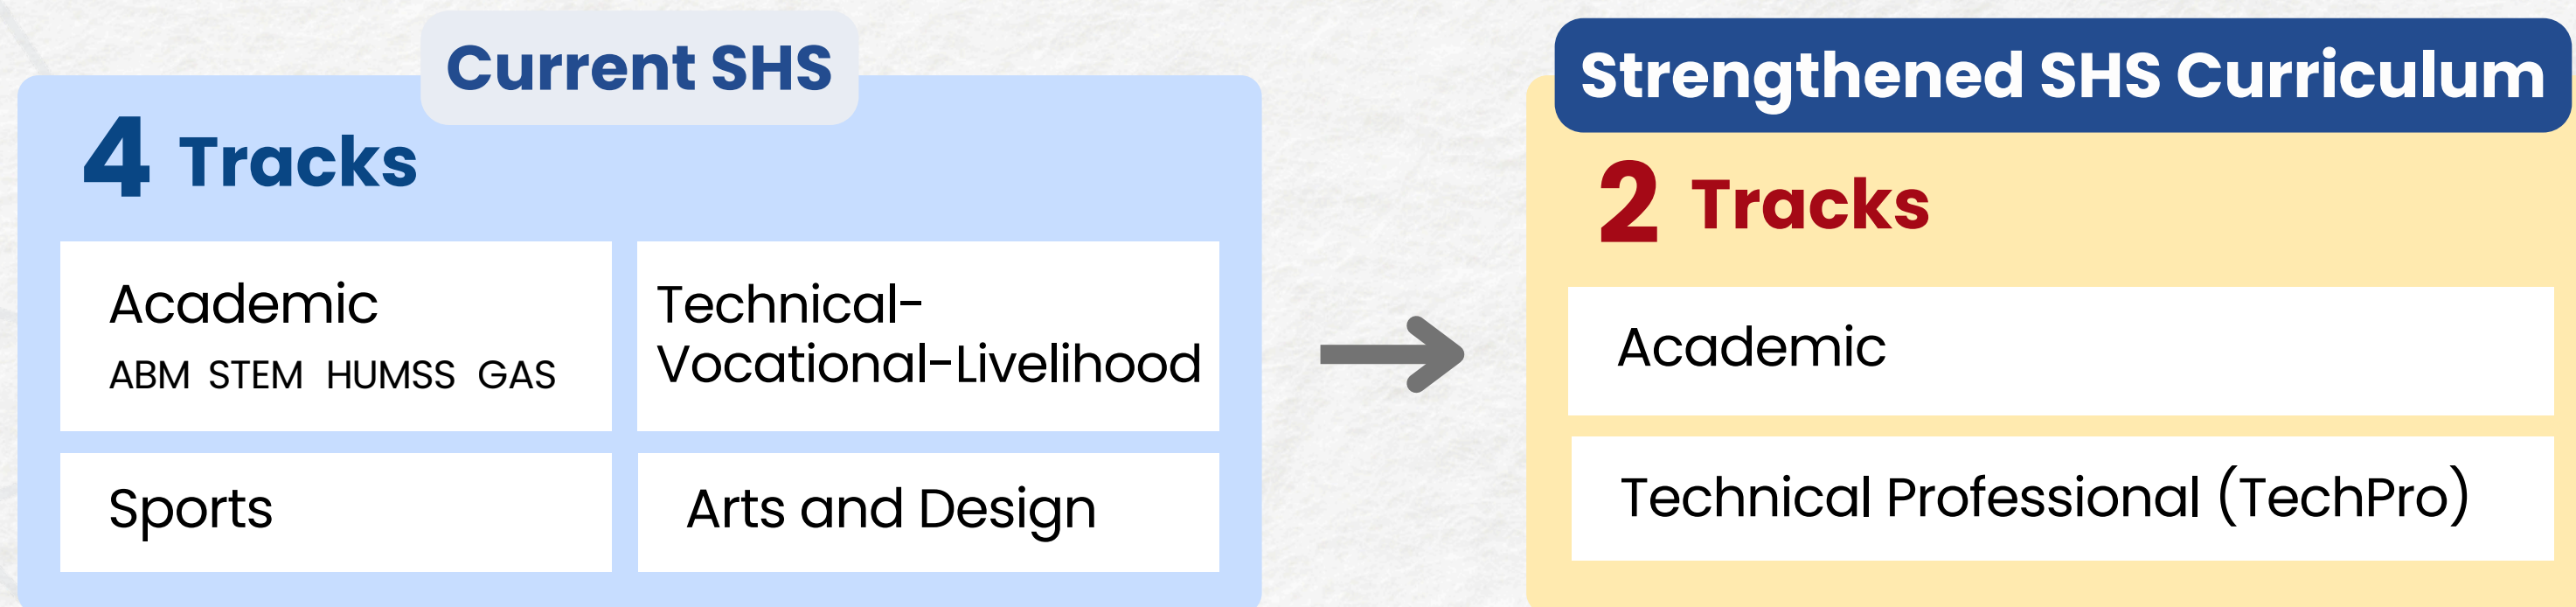 Current SHS
4 Tracks
Academic
ABM STEM HUMSS GAS
Technical-
Vocational-Livelihood
Sports
Arts and Design
Strengthened SHS Curriculum
2 Tracks
Academic
Technical Professional (TechPro)